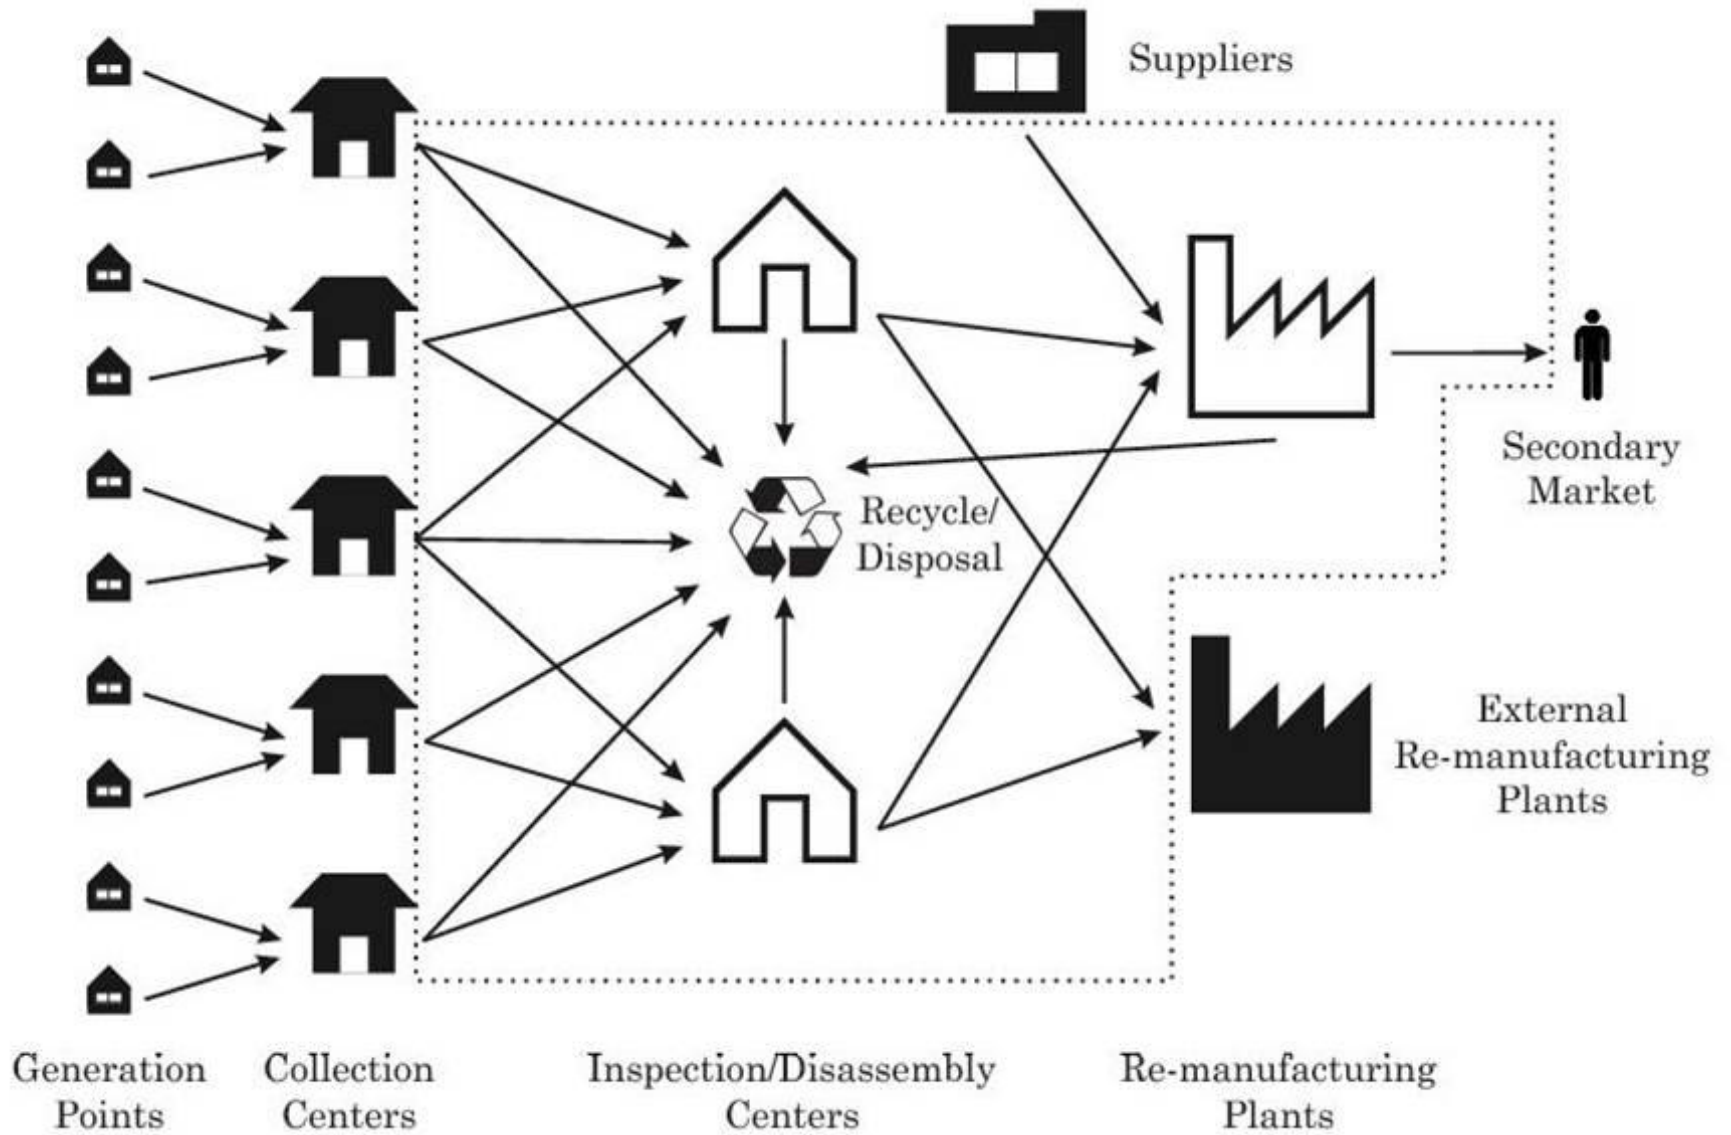 Suppliers
Secondary
Market
Recycle/
Disposal
External
Re-manufacturing
Plants
Generation
Points
Collection
Centers
Inspection/Disassembly
Centers
Re-manufacturing
Plants